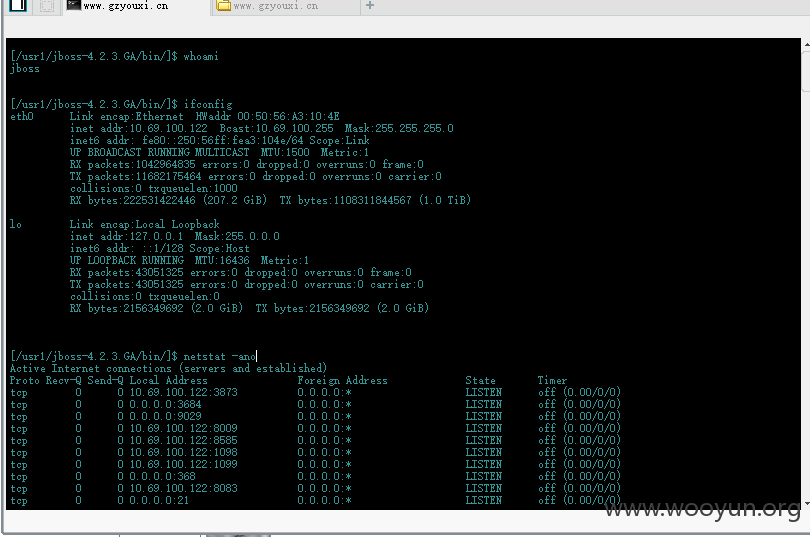 www.gzyouxi.cn www.gzyouxi.cn +
[/usr1/jboss-4.2.3.GA/bin/]$ whoami
jboss
[/usr1/jboss-4.2.3.GA/bin/]$ ifconfig
eth0 Link encap:Ethernet HWaddr 00:50:56:A3:10:4E
inet addr:10.69.100.122 Bcast:10.69.100.255 Mask:255.255.255.0
inet6 addr: fe80::250:56ff:fea3:104e/64 Scope:Link
UP BROADCAST RUNNING MULTICAST MTU:1500 Metric:1
RX packets:1042964835 errors:0 dropped:0 overruns:0 frame:0
TX packets:11682175464 errors:0 dropped:0 overruns:0 carrier:0
collisions:0 txqueuelen:1000
RX bytes:222531422446 (207.2 GiB) TX bytes:1108311844567 (1.0 TiB)
lo Link encap:Local Loopback
inet addr:127.0.0.1 Mask:255.0.0.0
inet6 addr: ::1/128 Scope:Host
UP LOOPBACK RUNNING MTU:16436 Metric:1
RX packets:43051325 errors:0 dropped:0 overruns:0 frame:0
TX packets:43051325 errors:0 dropped:0 overruns:0 carrier:0
collisions:0 txqueuelen:0
RX bytes:2156349692 (2.0 GiB) TX bytes:2156349692 (2.0 GiB)
[/usr1/jboss-4.2.3.GA/bin/]$ netstat -ano
Active Internet connections (servers and established)
Proto Recv-Q Send-Q Local Address Foreign Address State Timer
tcp 0 0 10.69.100.122:3873 0.0.0.0:* LISTEN off (0.00/0/0)
tcp 0 0 0.0.0.0:3684 0.0.0.0:* LISTEN off (0.00/0/0)
tcp 0 0 0.0.0.0:9029 0.0.0.0:* LISTEN off (0.00/0/0)
tcp 0 0 10.69.100.122:8009 0.0.0.0:* LISTEN off (0.00/0/0)
tcp 0 0 10.69.100.122:8585 0.0.0.0:* LISTEN off (0.00/0/0)
tcp 0 0 10.69.100.122:1098 0.0.0.0:* LISTEN off (0.00/0/0)
tcp 0 0 10.69.100.122:1099 0.0.0.0:* LISTEN off (0.00/0/0)
tcp 0 0 0.0.0.0:368 0.0.0.0:* LISTEN off (0.00/0/0)
tcp 0 0 10.69.100.122:8083 0.0.0.0:* LISTEN off (0.00/0/0)
tcp 0 0 0.0.0.0:21 0.0.0.0:* LISTEN off (0.00/0/0)
www.wooyun.org